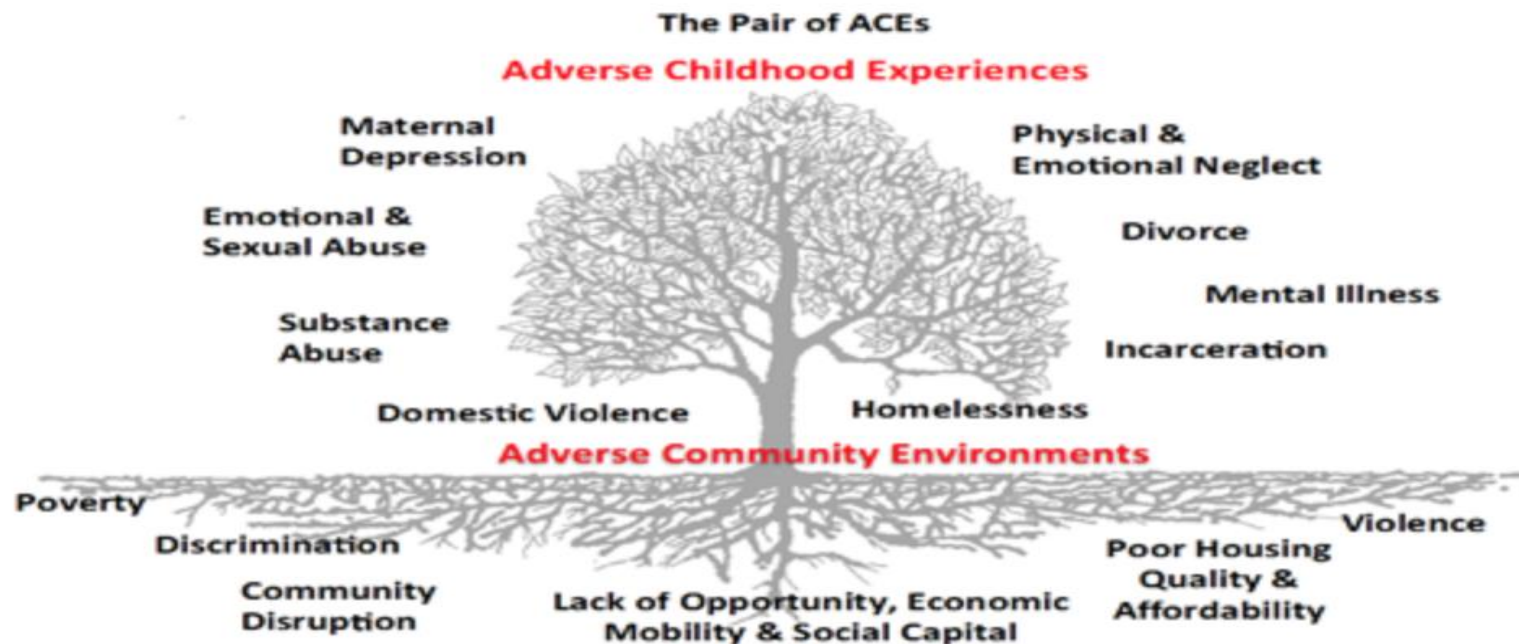 The Pair of ACEs
Adverse Childhood Experiences
Maternal
Depression
Physical &
Emotional Neglect
Emotional &
Sexual Abuse
Divorce
Mental Illness
Substance
Abuse
Incarceration
Domestic Violence
Homelessness
Adverse Community Environments
Poverty
Violence
Discrimination
Poor Housing
Quality &
Affordability
Community
Disruption
Lack of Opportunity, Economic
Mobility & Social Capital